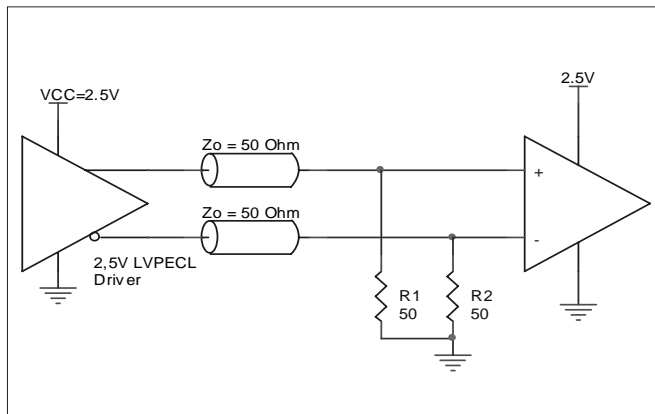 VCC=2.5V
2.5V
Zo = 50 Ohm
+
Zo = 50 Ohm
-
2,5V LVPECL
Driver
R1
50
R2
50